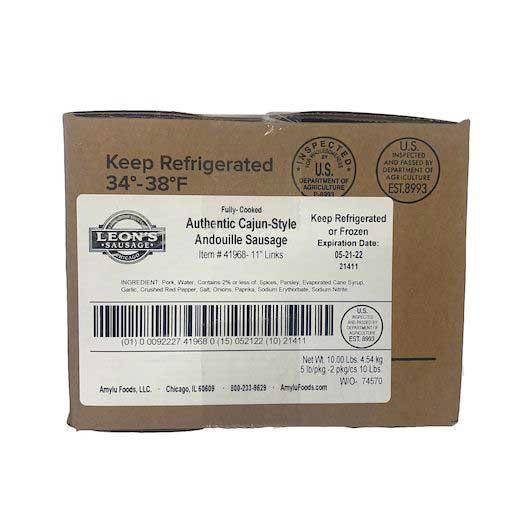 Keep Refrigerated
34°-38°F
INSPECTED
FOR WHOLESOMENESS
BY
U.S.
DEPARTMENT OF
AGRICULTURE
P-8993
U.S.
INSPECTED
AND PASSED BY
DEPARTMENT OF
AGRICULTURE
EST.8993
LEON'S
SAUSAGE
CHICAGO
Fully-Cooked
Authentic Cajun-Style
Andouille Sausage
Item # 41968- 11" Links
Keep Refrigerated
or Frozen
Expiration Date:
05-21-22
21411
INGREDIENT: Pork, Water, Contains 2% or less of: Spices, Parsley, Evaporated Cane Syrup,
Garlic, Crushed Red Pepper, Salt, Onions, Paprika, Sodium Erythorbate, Sodium Nitrite.
(01) 0 0092227 41968 0 (15) 052122 (10) 21411
U.S.
INSPECTED
AND PASSED BY
DEPARTMENT OF
AGRICULTURE
EST. 8993
Net Wt. 10.00 Lbs. 4.54 kg
5 lb/pkg -2 pkg/cs 10 Lbs.
W/O- 74570
Amylu Foods, LLC. · Chicago, IL 60609 · 800-233-9629 · AmyluFoods.com